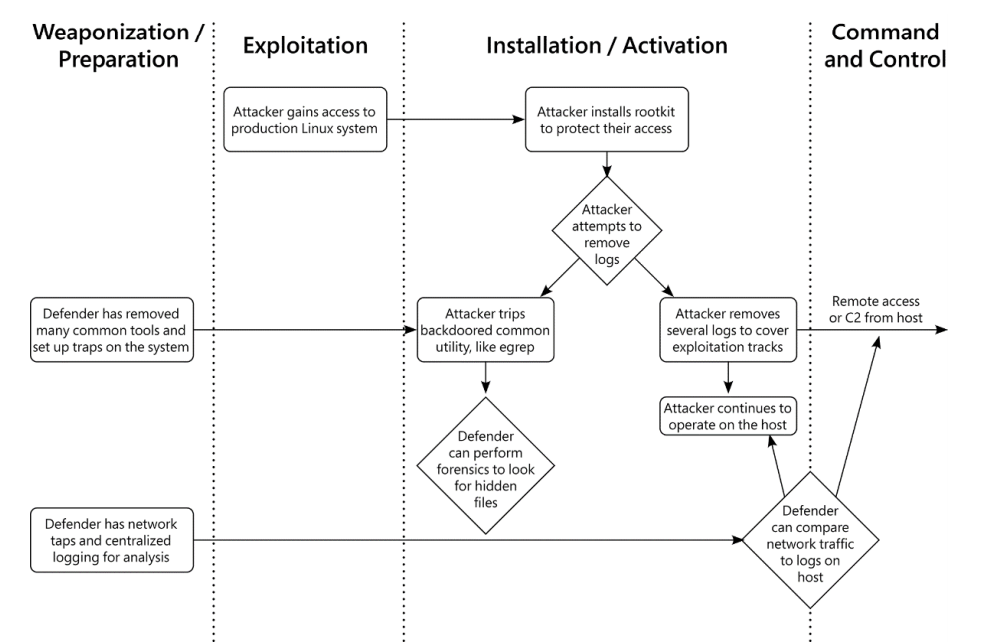 Weaponization /
Preparation
Exploitation
Installation / Activation
Command
and Control
Attacker gains access to
production Linux system
Attacker installs rootkit
to protect their access
Attacker
attempts to
remove
logs
Defender has removed
many common tools and
set up traps on the system
Attacker trips
backdoored common
utility, like egrep
Attacker removes
several logs to cover
exploitation tracks
Remote access
or C2 from host
Attacker continues to
operate on the host
Defender
can perform
forensics to look
for hidden
files
Defender has network
taps and centralized
logging for analysis
Defender
can compare
network traffic
to logs on
host